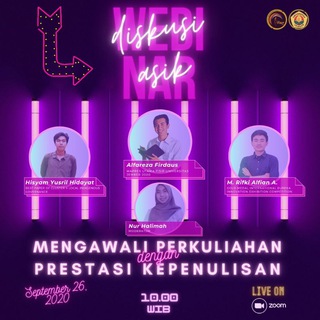 WEBI
NAR
diskusi
asik
Hisyam Yusril Hidayat
Alfareza Firdaus
M. Rifki Alfian A.
Nur Halimah
MODERATOR
MENGAWALI PERKULIAHAN
dengan
PRESTASI KEPENULISAN
September 26,
2020
10.00
WIB
LIVE ON
zoom